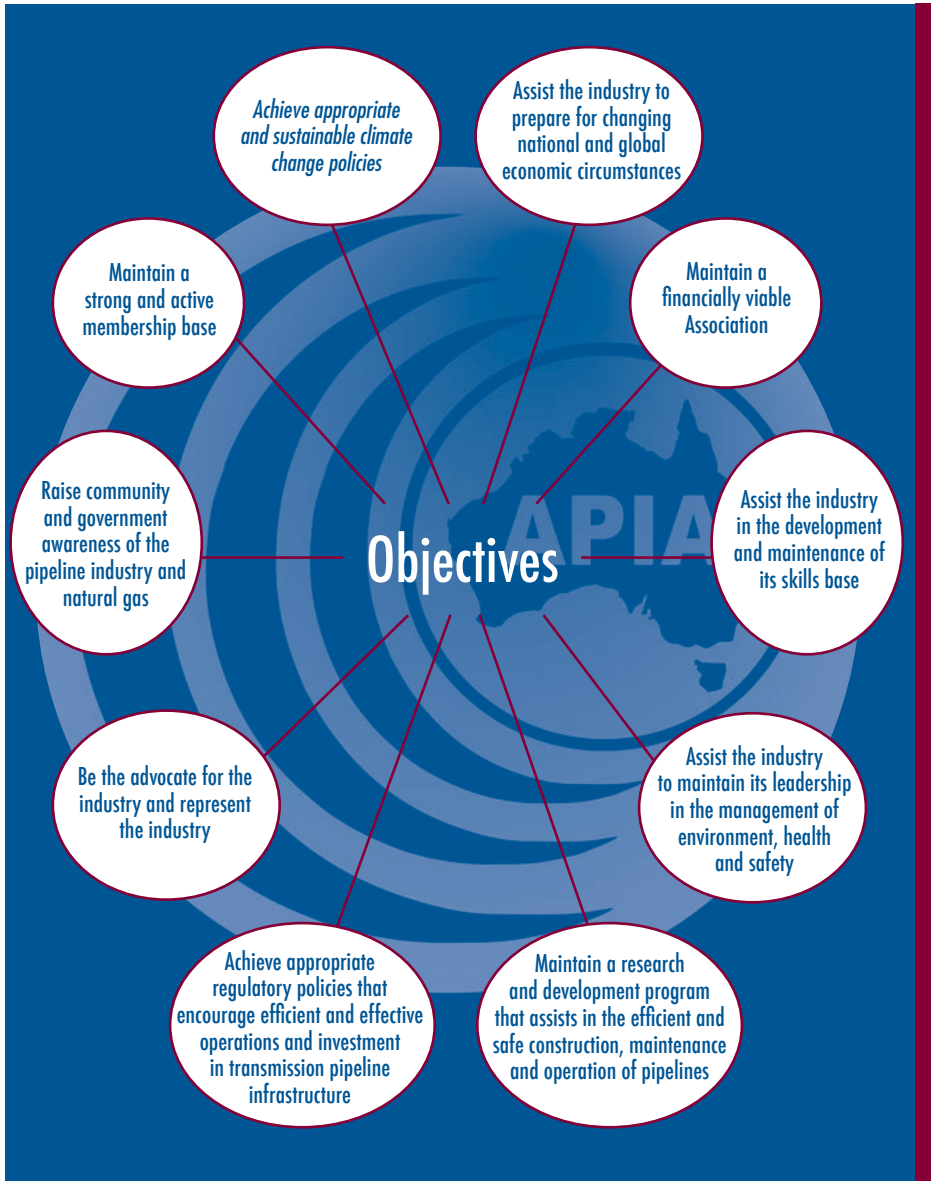 Achieve appropriate
and sustainable climate
change policies
Assist the industry to
prepare for changing
national and global
economic circumstances
Maintain a
strong and active
membership base
Maintain a
financially viable
Association
Raise community
and government
awareness of the
pipeline industry and
natural gas
Objectives
APIA
Assist the industry
in the development
and maintenance of
its skills base
Be the advocate for the
industry and represent
the industry
Assist the industry
to maintain its leadership
in the management of
environment, health
and safety
Achieve appropriate
regulatory policies that
encourage efficient and effective
operations and investment
in transmission pipeline
infrastructure
Maintain a research
and development program
that assists in the efficient and
safe construction, maintenance
and operation of pipelines